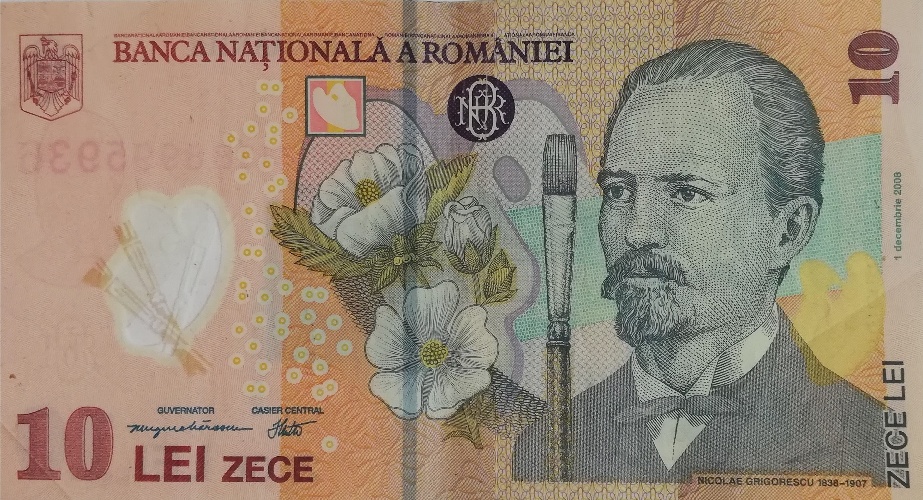 BANCA NAȚIONALĂ A ROMÂNIEI
10
1 decembrie 2008
GUVERNATOR
CASIER CENTRAL
10 LEI ZECE
NICOLAE GRIGORESCU 1838-1907
ZECE LEI